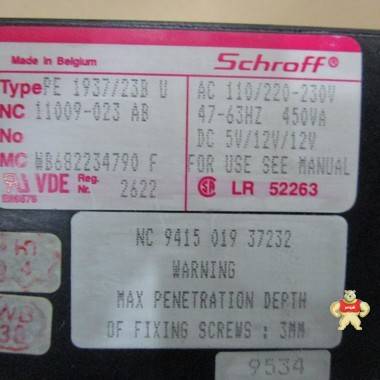 Made in Belgium
Schroff®
Type PE 1937/23B U
NC 11009-023 AB
No
MC WB682234790 F
VDE Reg. Nr. 2622
AC 110/220-230V
47-63HZ 450VA
DC 5V/12V/12V
FOR USE SEE MANUAL
LR 52263
NC 9415 019 37232
WARNING
MAX PENETRATION DEPTH
OF FIXING SCREWS : 3MM
9534